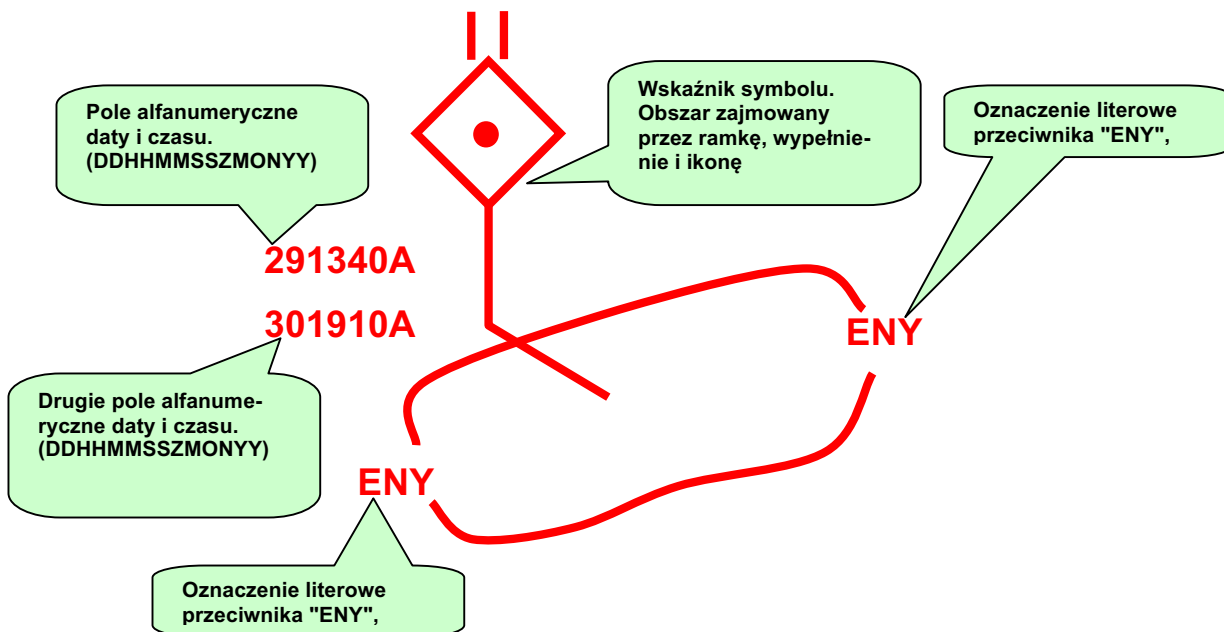 Pole alfanumeryczne
daty i czasu.
(DDHHMMSSZMONYY)
Wskaźnik symbolu.
Obszar zajmowany
przez ramkę, wypełnie-
nie i ikonę
Oznaczenie literowe
przeciwnika "ENY",
291340A
301910A
ENY
Drugie pole alfanume-
ryczne daty i czasu.
(DDHHMMSSZMONYY)
ENY
Oznaczenie literowe
przeciwnika "ENY",